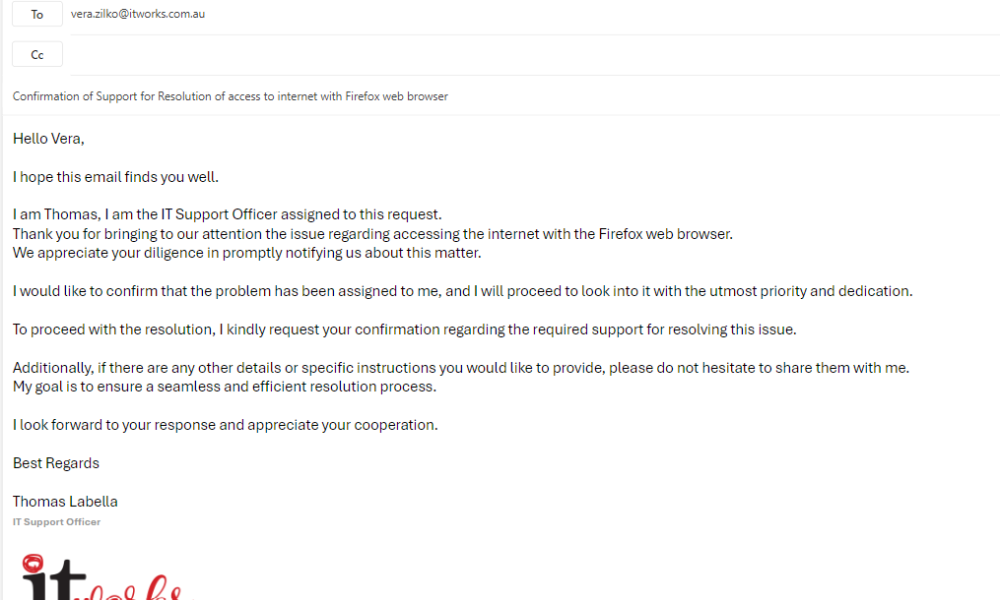 To
vera.zilko@itworks.com.au
Cc
Confirmation of Support for Resolution of access to internet with Firefox web browser
Hello Vera,
I hope this email finds you well.
I am Thomas, I am the IT Support Officer assigned to this request.
Thank you for bringing to our attention the issue regarding accessing the internet with the Firefox web browser.
We appreciate your diligence in promptly notifying us about this matter.
I would like to confirm that the problem has been assigned to me, and I will proceed to look into it with the utmost priority and dedication.
To proceed with the resolution, I kindly request your confirmation regarding the required support for resolving this issue.
Additionally, if there are any other details or specific instructions you would like to provide, please do not hesitate to share them with me.
My goal is to ensure a seamless and efficient resolution process.
I look forward to your response and appreciate your cooperation.
Best Regards
Thomas Labella
IT Support Officer
it works